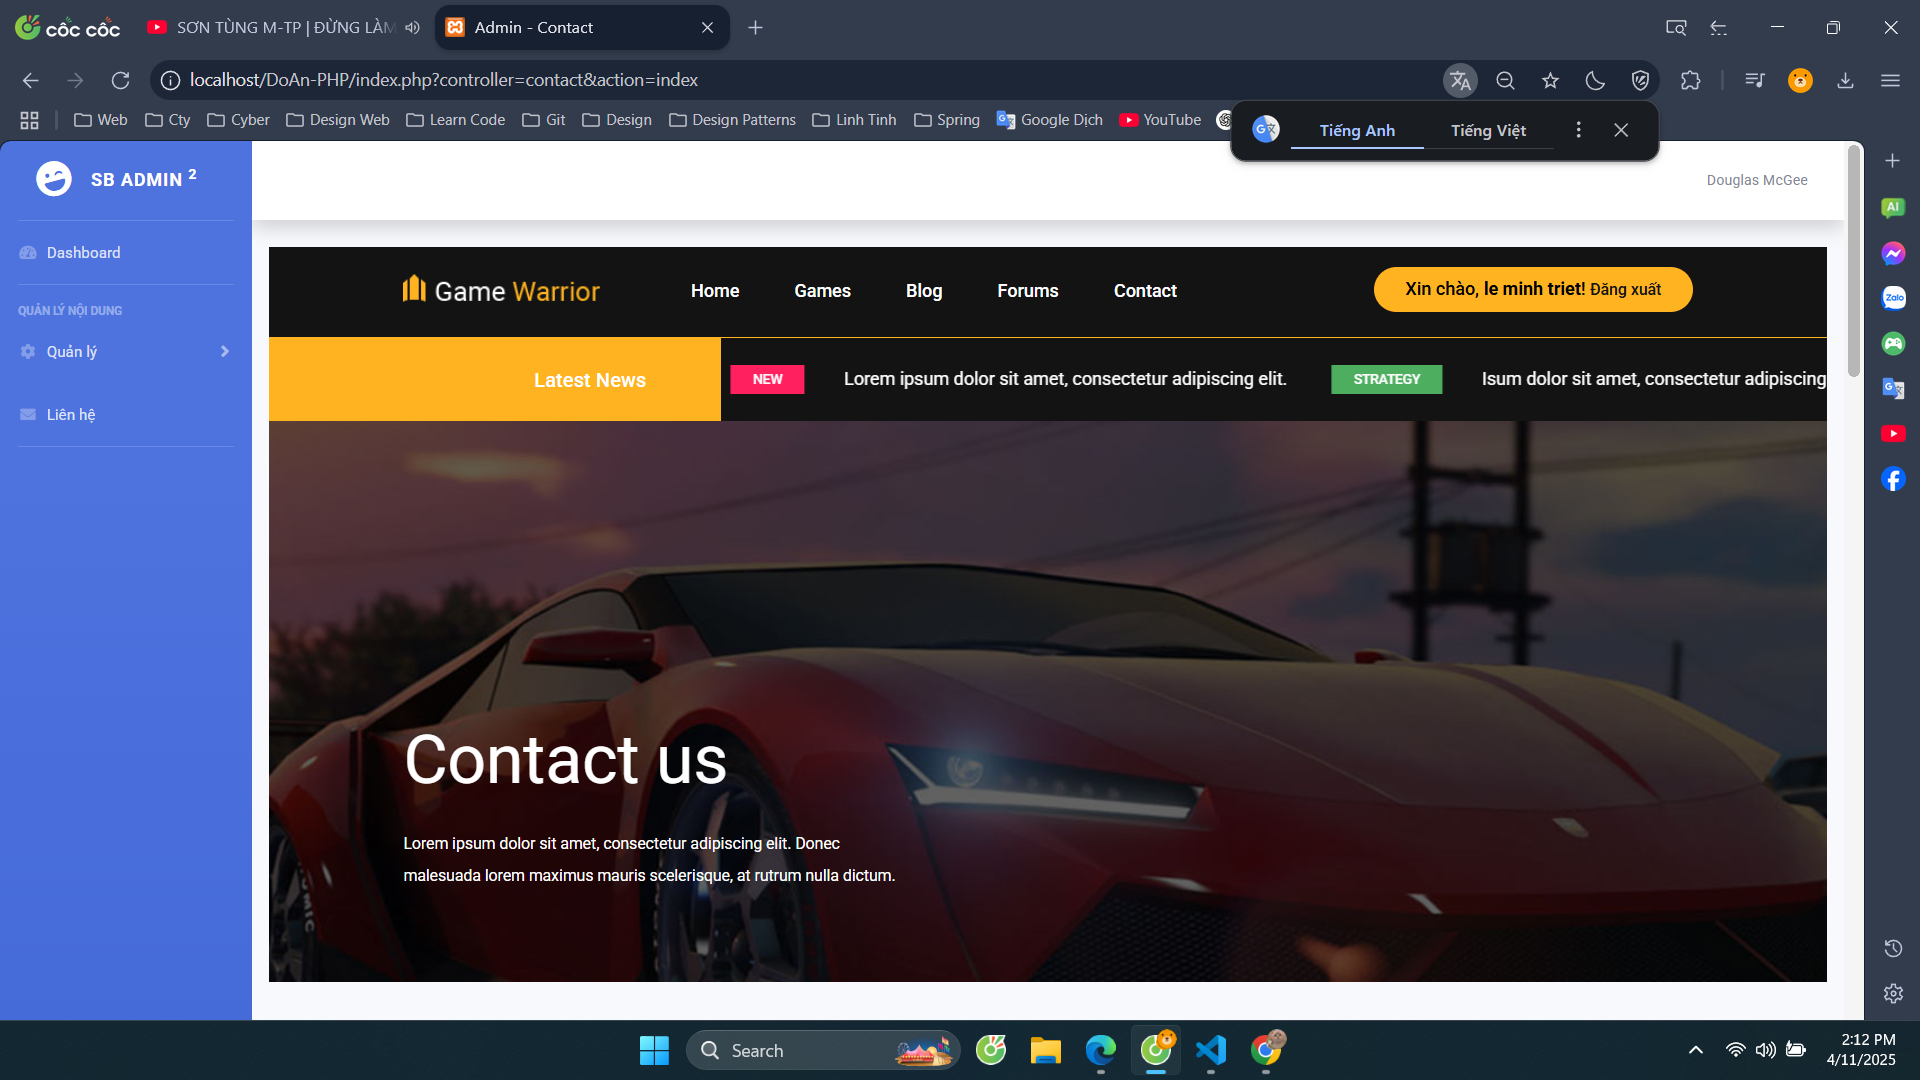 cốc cốc
SƠN TÙNG M-TP | ĐỪNG LÀM
Admin - Contact
localhost/DoAn-PHP/index.php?controller=contact&action=index
Web
Cty
Cyber
Design Web
Learn Code
Git
Design
Design Patterns
Linh Tinh
Spring
Google Dịch
YouTube
Tiếng Anh
Tiếng Việt
SB ADMIN 2
Douglas McGee
Dashboard
QUẢN LÝ NỘI DUNG
Quản lý
Liên hệ
Game Warrior
Home
Games
Blog
Forums
Contact
Xin chào, le minh triet! Đăng xuất
Latest News
NEW
Lorem ipsum dolor sit amet, consectetur adipiscing elit.
STRATEGY
Isum dolor sit amet, consectetur adipiscing
Contact us
Lorem ipsum dolor sit amet, consectetur adipiscing elit. Donec
malesuada lorem maximus mauris scelerisque, at rutrum nulla dictum.
AI
Zalo
Search
2:12 PM
4/11/2025